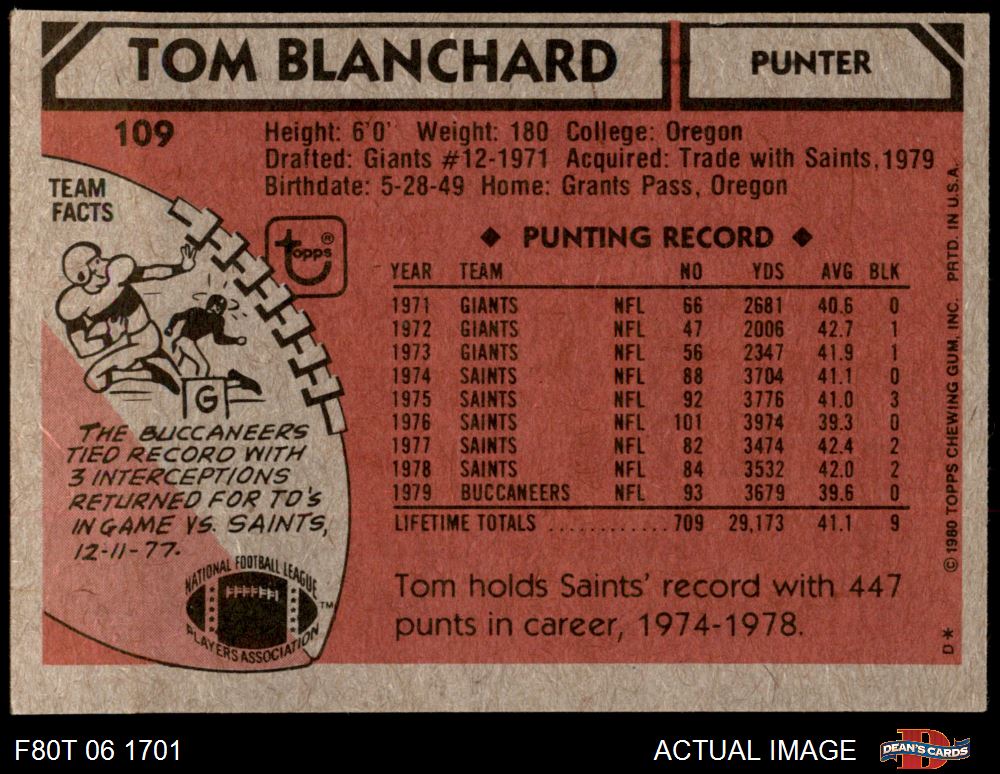 TOM BLANCHARD
PUNTER
109
Height: 6'0' Weight: 180 College: Oregon
Drafted: Giants #12-1971 Acquired: Trade with Saints, 1979
Birthdate: 5-28-49 Home: Grants Pass, Oregon
TEAM
FACTS
topps®
G
THE BUCCANEERS
TIED RECORD WITH
3 INTERCEPTIONS
RETURNED FOR TD'S
IN GAME VS. SAINTS,
12-11-77.
NATIONAL FOOTBALL LEAGUE
PLAYERS ASSOCIATION
TM
◆ PUNTING RECORD ◆
YEAR TEAM NO YDS AVG BLK
1971 GIANTS NFL 66 2681 40.6 0
1972 GIANTS NFL 47 2006 42.7 1
1973 GIANTS NFL 56 2347 41.9 1
1974 SAINTS NFL 88 3704 41.1 0
1975 SAINTS NFL 92 3776 41.0 3
1976 SAINTS NFL 101 3974 39.3 0
1977 SAINTS NFL 82 3474 42.4 2
1978 SAINTS NFL 84 3532 42.0 2
1979 BUCCANEERS NFL 93 3679 39.6 0
LIFETIME TOTALS ............ 709 29,173 41.1 9
Tom holds Saints' record with 447
punts in career, 1974-1978.
© 1980 TOPPS CHEWING GUM, INC. PRTD. IN U.S.A.
D*
F80T 06 1701
ACTUAL IMAGE
DEAN'S CARDS